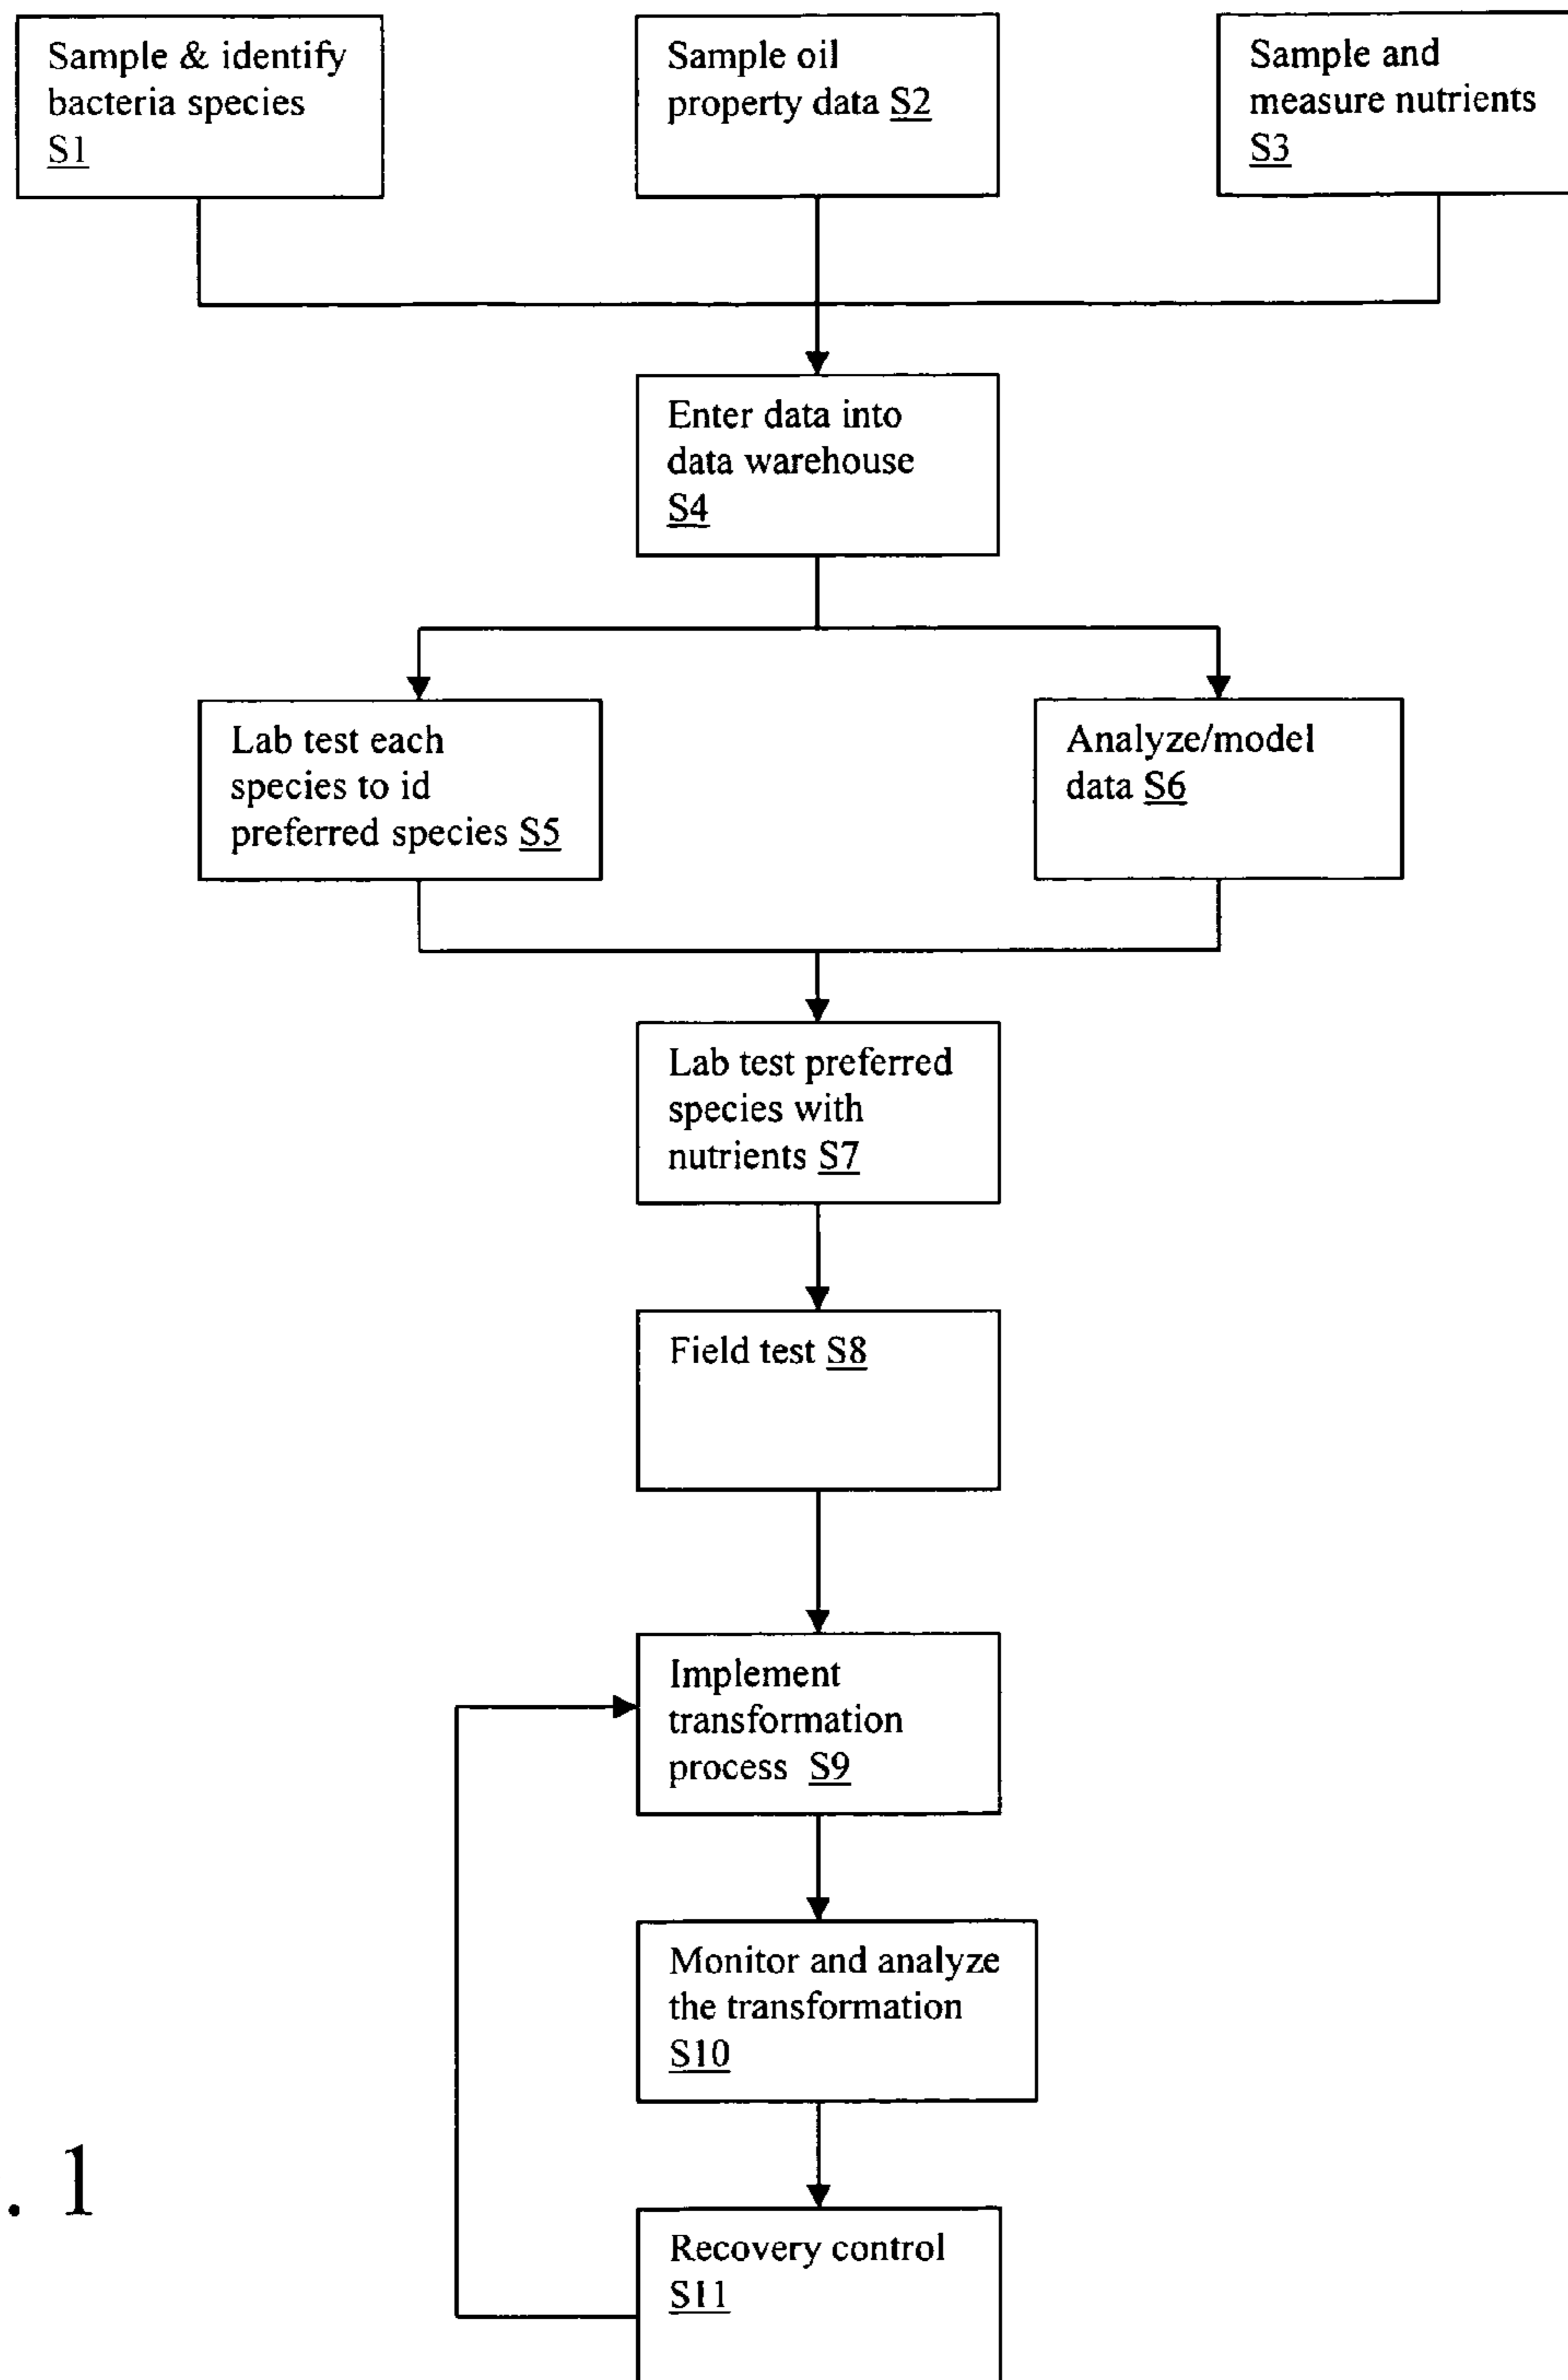 Sample & identify
bacteria species
S1
Sample oil
property data S2
Sample and
measure nutrients
S3
Enter data into
data warehouse
S4
Lab test each
species to id
preferred species S5
Analyze/model
data S6
Lab test preferred
species with
nutrients S7
Field test S8
Implement
transformation
process S9
Monitor and analyze
the transformation
S10
Recovery control
S11
. 1